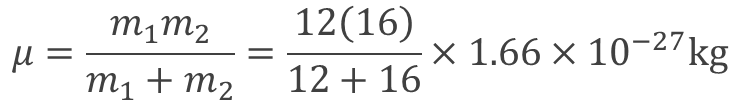 μ = m₁m₂ / m₁ + m₂ = 12(16) / 12 + 16 × 1.66 × 10⁻²⁷kg